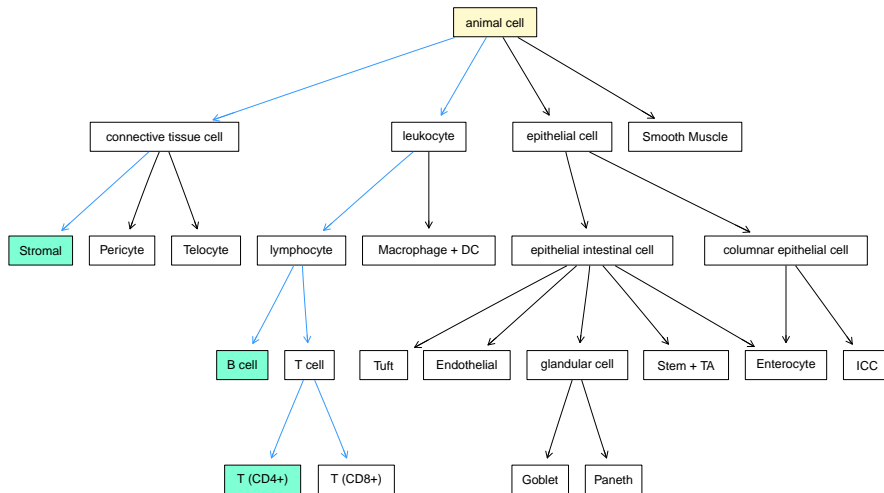 animal cell
connective tissue cell
leukocyte
epithelial cell
Smooth Muscle
Stromal
Pericyte
Telocyte
lymphocyte
Macrophage + DC
epithelial intestinal cell
columnar epithelial cell
B cell
T cell
Tuft
Endothelial
glandular cell
Stem + TA
Enterocyte
ICC
T (CD4+)
T (CD8+)
Goblet
Paneth